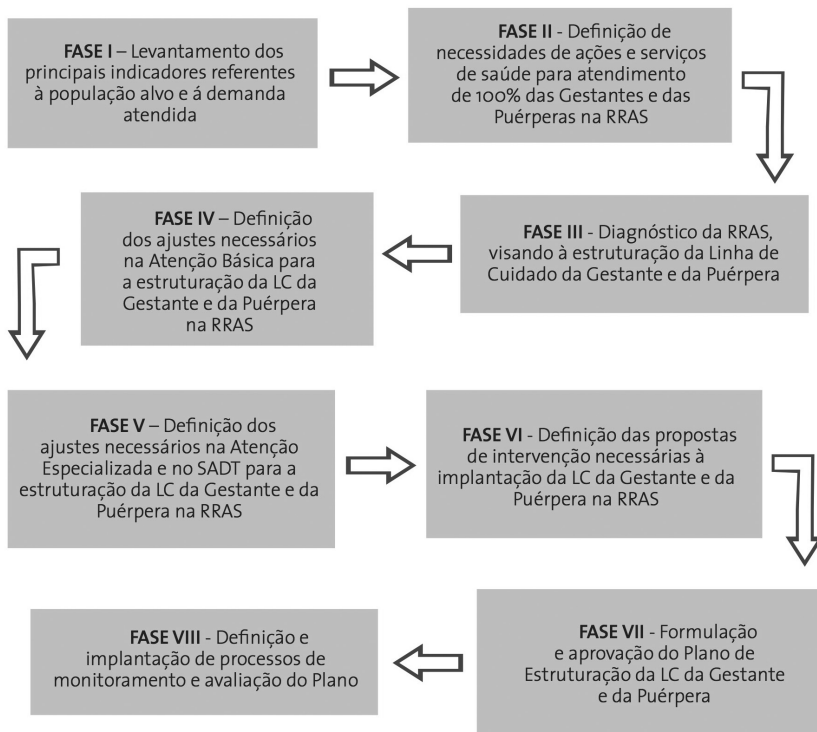 FASE I – Levantamento dos
principais indicadores referentes
à população alvo e á demanda
atendida
FASE II - Definição de
necessidades de ações e serviços
de saúde para atendimento
de 100% das Gestantes e das
Puérperas na RRAS
FASE III - Diagnóstico da RRAS,
visando à estruturação da Linha de
Cuidado da Gestante e da Puérpera
FASE IV – Definição
dos ajustes necessários
na Atenção Básica para
a estruturação da LC da
Gestante e da Puérpera
na RRAS
FASE V – Definição dos
ajustes necessários na Atenção
Especializada e no SADT para a
estruturação da LC da Gestante e da
Puérpera na RRAS
FASE VI - Definição das propostas
de intervenção necessárias à
implantação da LC da Gestante e da
Puérpera na RRAS
FASE VII - Formulação
e aprovação do Plano de
Estruturação da LC da Gestante
e da Puérpera
FASE VIII - Definição e
implantação de processos de
monitoramento e avaliação do Plano